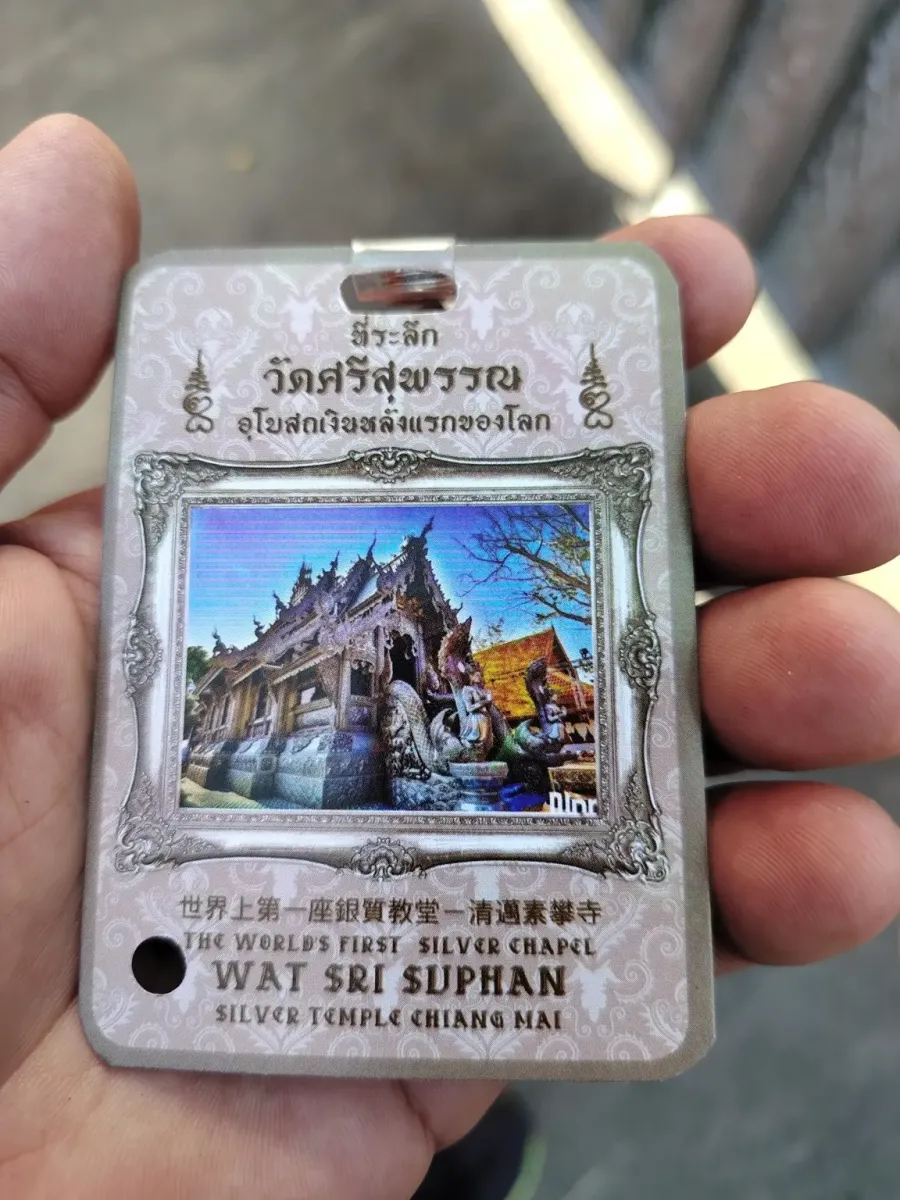 ที่ระลึก
วัดศรีสุพรรณ
อุโบสถเงินหลังแรกของโลก
世界上第一座銀質教堂－清邁素攀寺
THE WORLD'S FIRST SILVER CHAPEL
WAT SRI SUPHAN
SILVER TEMPLE CHIANG MAI